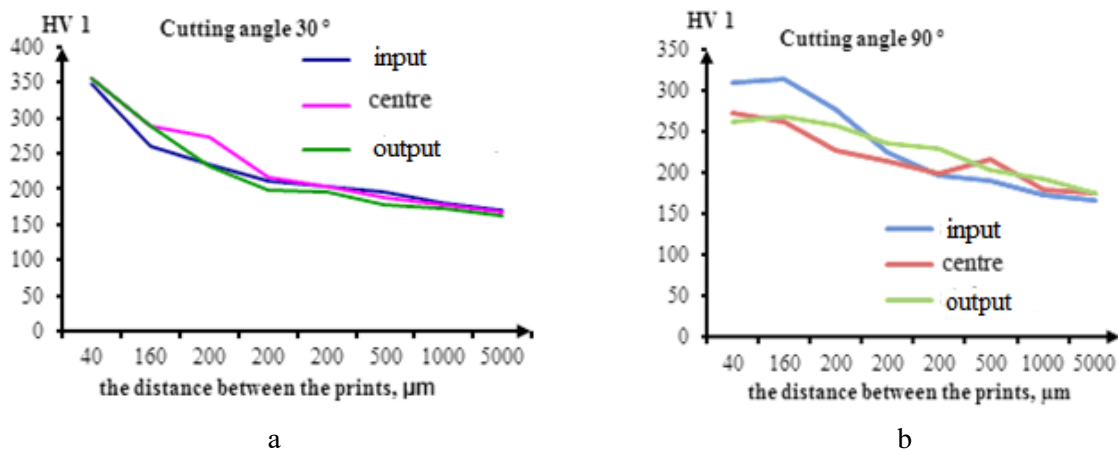 HV 1
Cutting angle 30 °
400
350
300
250
200
150
100
50
0
input
centre
output
40 160 200 200 200 500 1000 5000
the distance between the prints, µm
a
HV 1
Cutting angle 90 °
350
300
250
200
150
100
50
0
input
centre
output
40 160 200 200 200 500 1000 5000
the distance between the prints, µm
b